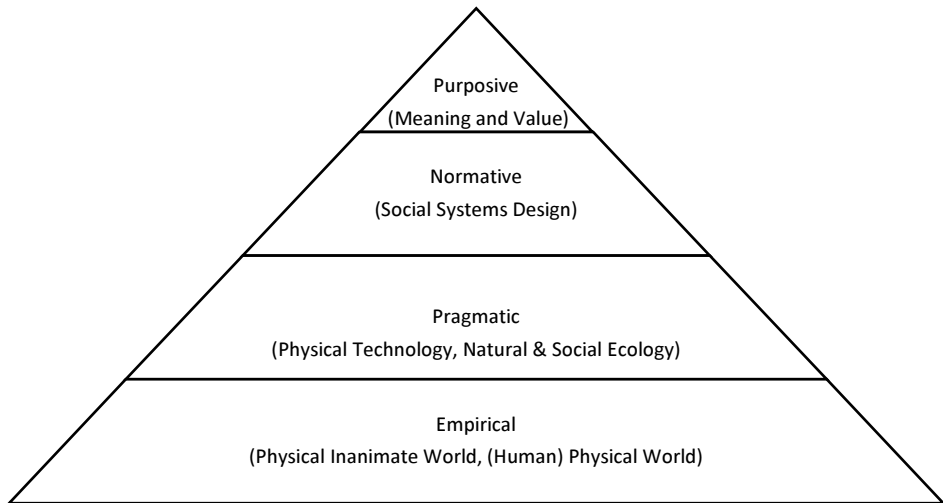 Purposive
(Meaning and Value)
Normative
(Social Systems Design)
Pragmatic
(Physical Technology, Natural & Social Ecology)
Empirical
(Physical Inanimate World, (Human) Physical World)